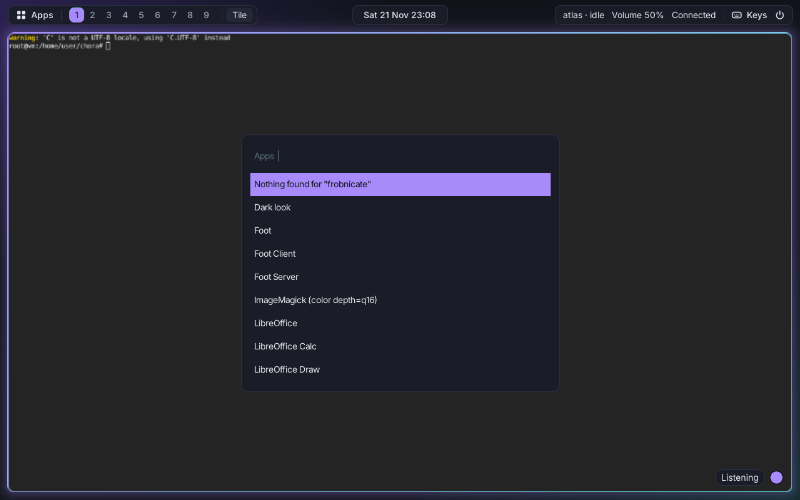 Apps 1 2 3 4 5 6 7 8 9 Tile Sat 21 Nov 23:08 atlas · idle Volume 50% Connected Keys
warning: 'C' is not a UTF-8 locale, using 'C.UTF-8' instead
root@vm:/home/user/chora#
Apps
Nothing found for "frobnicate"
Dark look
Foot
Foot Client
Foot Server
ImageMagick (color depth=q16)
LibreOffice
LibreOffice Calc
LibreOffice Draw
Listening